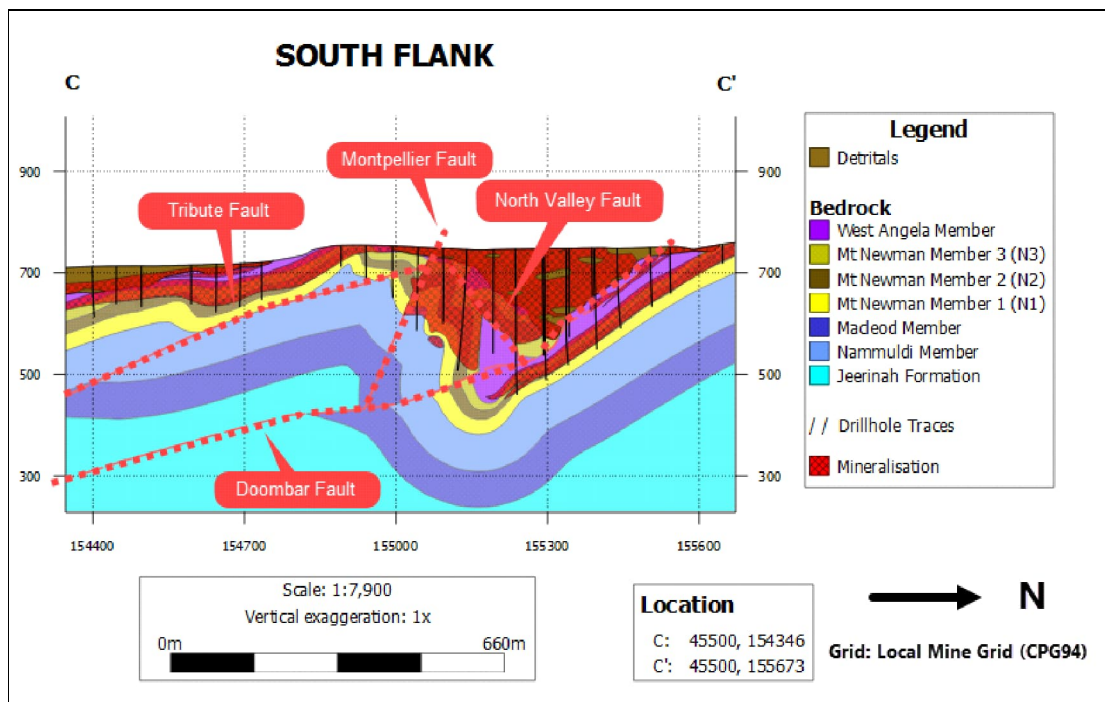 SOUTH FLANK
C
C'
Montpellier Fault
North Valley Fault
Tribute Fault
Doombar Fault
900
700
500
300
900
700
500
300
154400
154700
155000
155300
155600
Legend
Detritals
Bedrock
West Angela Member
Mt Newman Member 3 (N3)
Mt Newman Member 2 (N2)
Mt Newman Member 1 (N1)
Macleod Member
Nammuldi Member
Jeerinah Formation
/ / Drillhole Traces
Mineralisation
Scale: 1:7,900
Vertical exaggeration: 1x
0m
660m
Location
C: 45500, 154346
C': 45500, 155673
N
Grid: Local Mine Grid (CPG94)